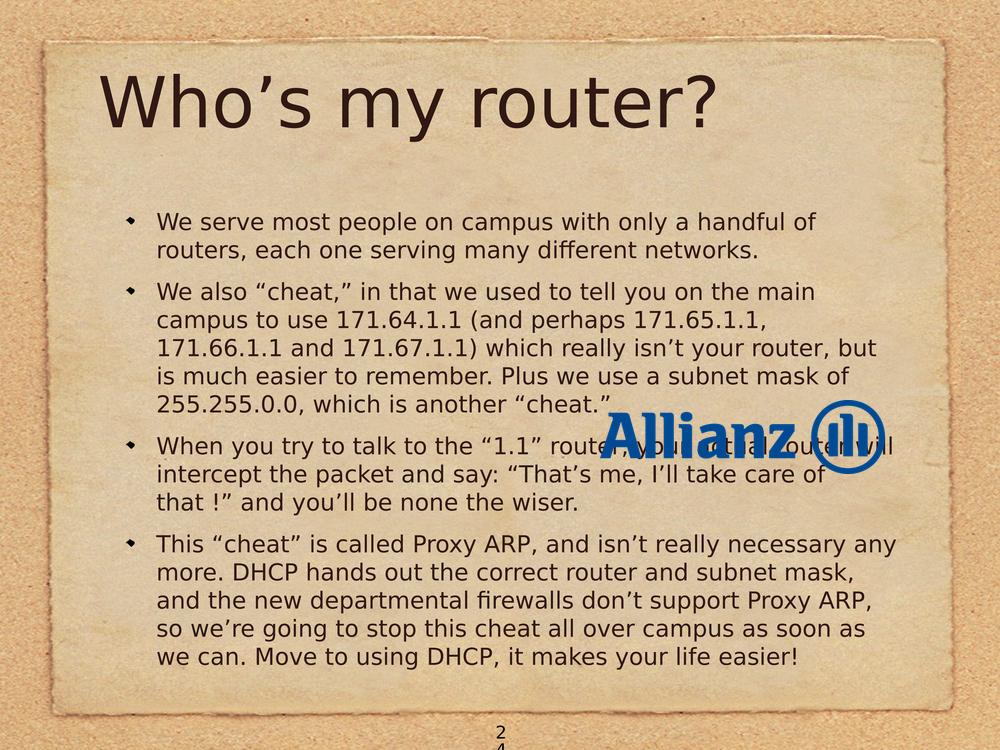 Who’s my router?
We serve most people on campus with only a handful of
routers, each one serving many different networks.
We also “cheat,” in that we used to tell you on the main
campus to use 171.64.1.1 (and perhaps 171.65.1.1,
171.66.1.1 and 171.67.1.1) which really isn’t your router, but
is much easier to remember. Plus we use a subnet mask of
255.255.0.0, which is another “cheat.”
Allianz
When you try to talk to the “1.1” router, your actual router will
intercept the packet and say: “That’s me, I’ll take care of
that !” and you’ll be none the wiser.
This “cheat” is called Proxy ARP, and isn’t really necessary any
more. DHCP hands out the correct router and subnet mask,
and the new departmental firewalls don’t support Proxy ARP,
so we’re going to stop this cheat all over campus as soon as
we can. Move to using DHCP, it makes your life easier!
2
4